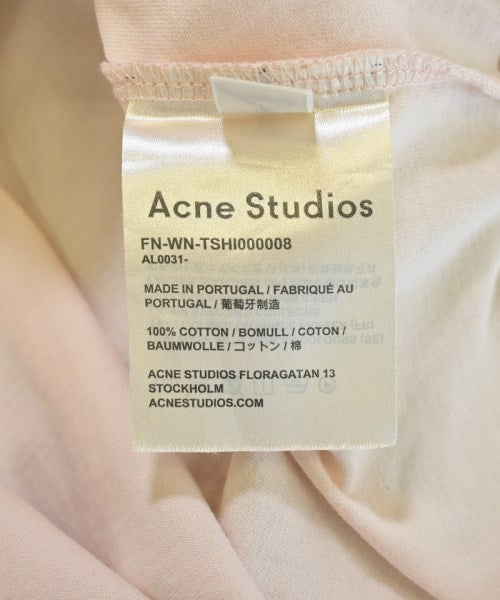 Acne Studios
FN-WN-TSHI000008
AL0031-
MADE IN PORTUGAL / FABRIQUÉ AU
PORTUGAL / 葡萄牙制造
100% COTTON / BOMULL / COTON /
BAUMWOLLE / コットン / 棉
ACNE STUDIOS FLORAGATAN 13
STOCKHOLM
ACNESTUDIOS.COM